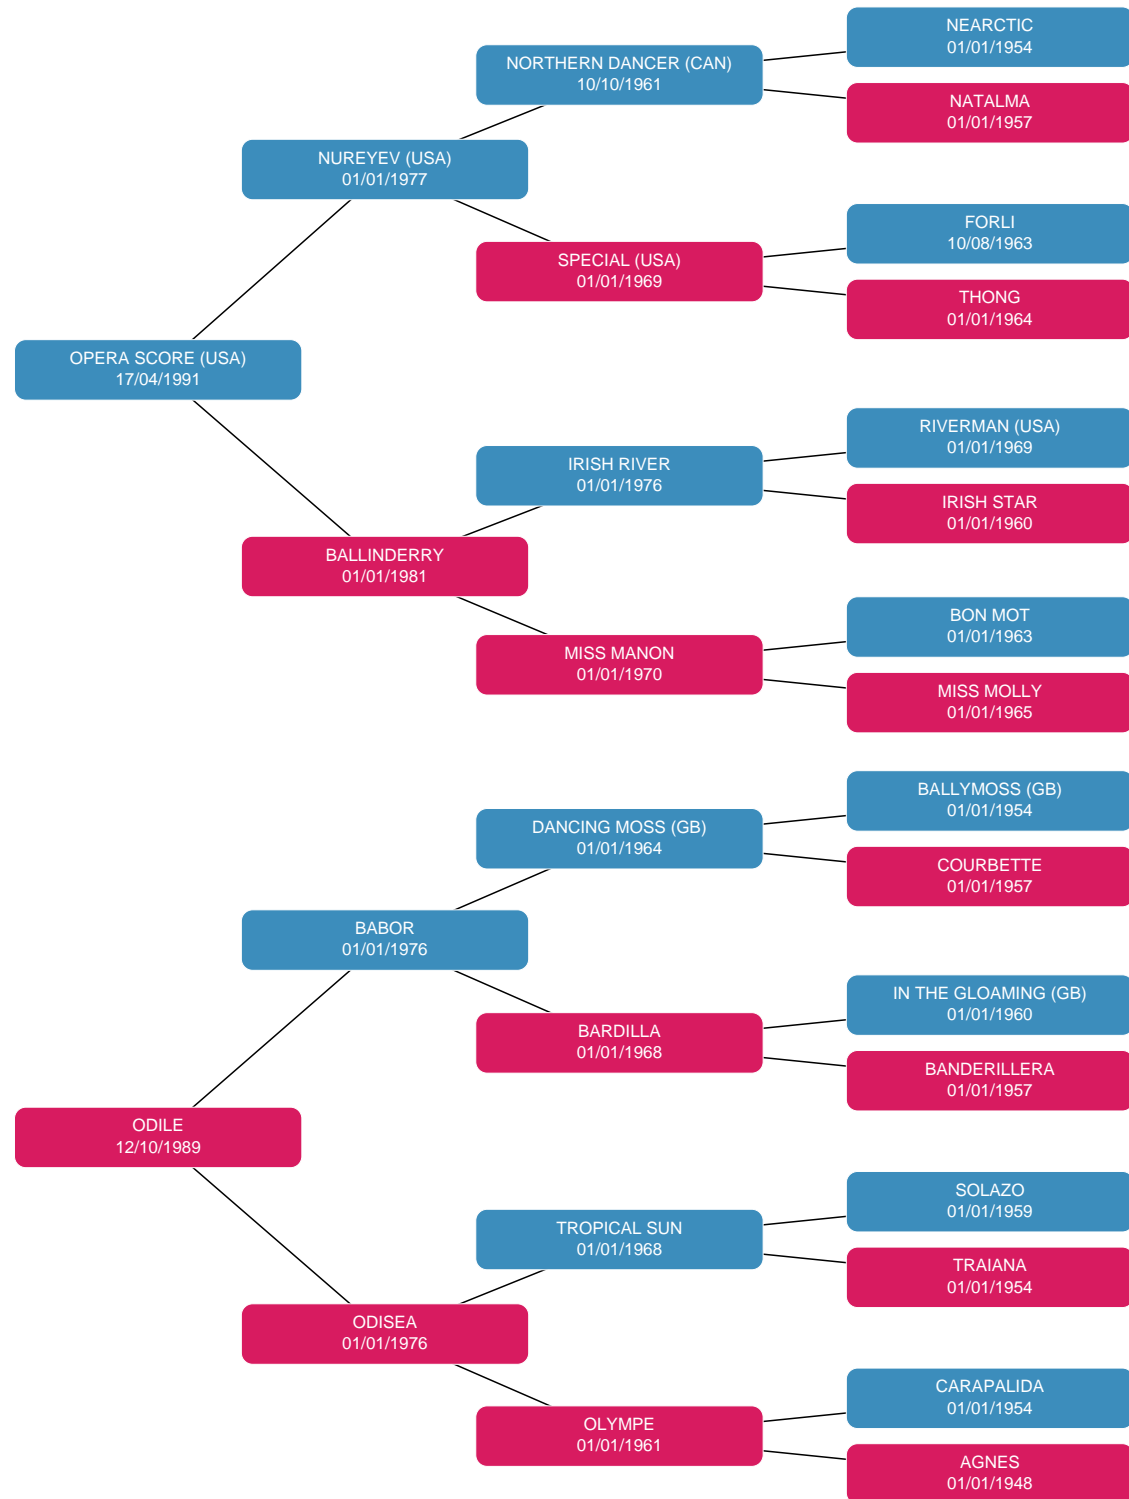 NEARCTIC
01/01/1954
NORTHERN DANCER (CAN)
10/10/1961
NATALMA
01/01/1957
NUREYEV (USA)
01/01/1977
FORLI
10/08/1963
SPECIAL (USA)
01/01/1969
THONG
01/01/1964
OPERA SCORE (USA)
17/04/1991
RIVERMAN (USA)
01/01/1969
IRISH RIVER
01/01/1976
IRISH STAR
01/01/1960
BALLINDERRY
01/01/1981
BON MOT
01/01/1963
MISS MANON
01/01/1970
MISS MOLLY
01/01/1965
BALLYMOSS (GB)
01/01/1954
DANCING MOSS (GB)
01/01/1964
COURBETTE
01/01/1957
BABOR
01/01/1976
IN THE GLOAMING (GB)
01/01/1960
BARDILLA
01/01/1968
BANDERILLERA
01/01/1957
ODILE
12/10/1989
SOLAZO
01/01/1959
TROPICAL SUN
01/01/1968
TRAIANA
01/01/1954
ODISEA
01/01/1976
CARAPALIDA
01/01/1954
OLYMPE
01/01/1961
AGNES
01/01/1948